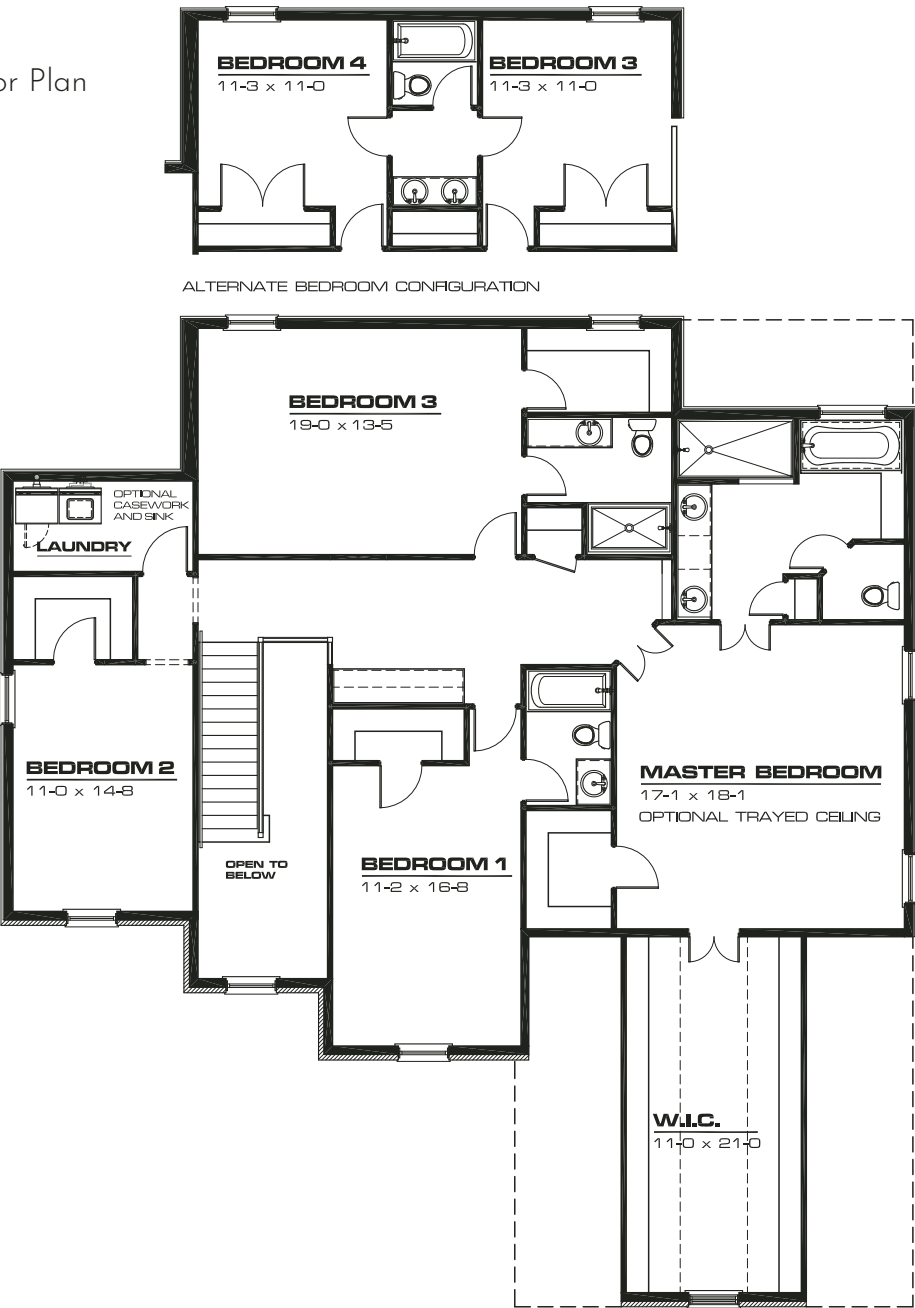 or Plan
BEDROOM 4
11-3 x 11-0
BEDROOM 3
11-3 x 11-0
ALTERNATE BEDROOM CONFIGURATION
BEDROOM 3
19-0 x 13-5
OPTIONAL
CASEWORK
AND SINK
LAUNDRY
BEDROOM 2
11-0 x 14-8
OPEN TO
BELOW
BEDROOM 1
11-2 x 16-8
MASTER BEDROOM
17-1 x 18-1
OPTIONAL TRAYED CEILING
W.I.C.
11-0 x 21-0